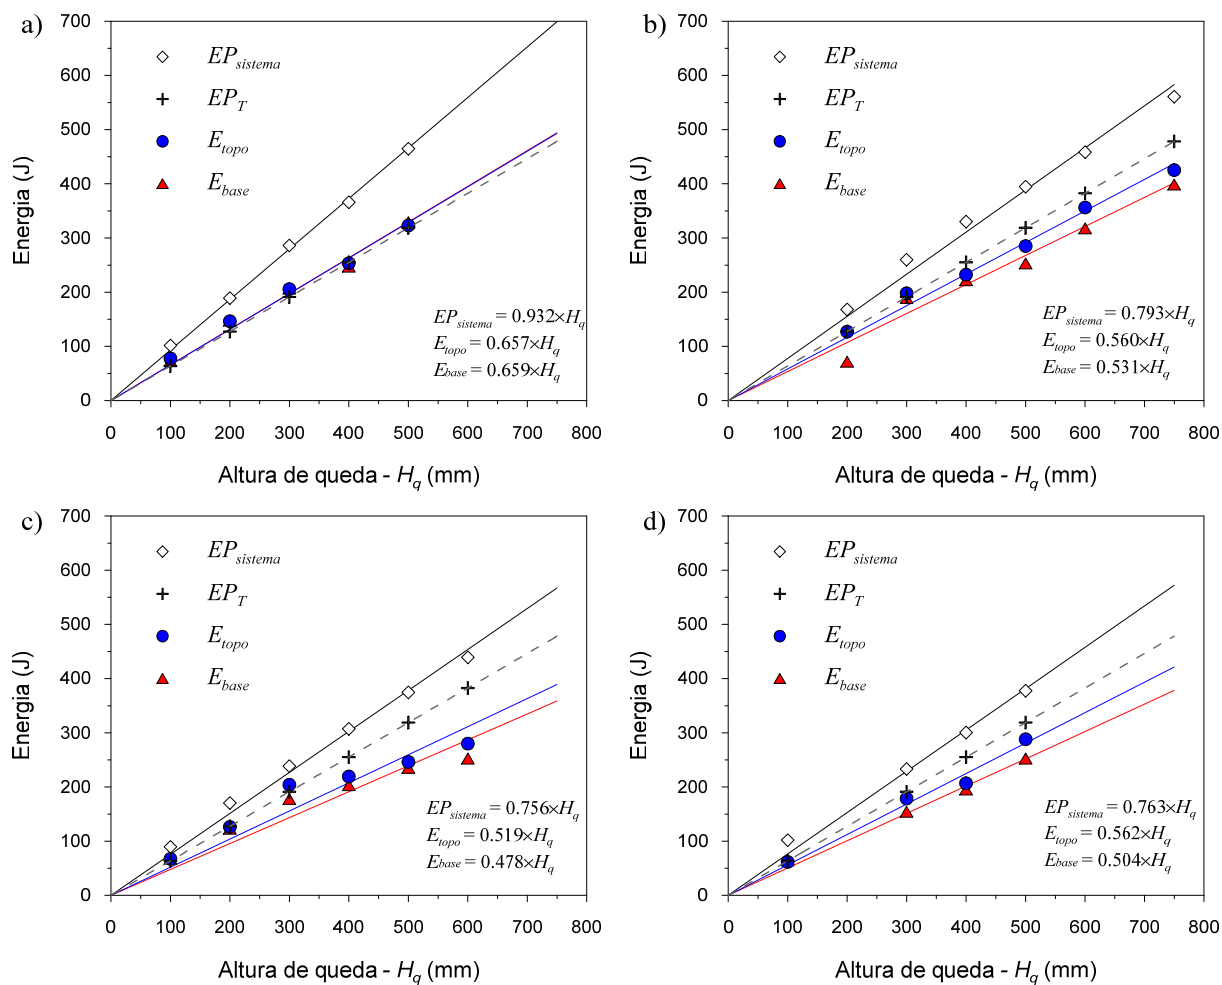 a)
700
600
500
400
300
200
100
0
Energia (J)
EPsistema
EPT
Etopo
Ebase
EPsistema = 0.932×Hq
Etopo = 0.657×Hq
Ebase = 0.659×Hq
0 100 200 300 400 500 600 700 800
Altura de queda - Hq (mm)
b)
700
600
500
400
300
200
100
0
Energia (J)
EPsistema
EPT
Etopo
Ebase
EPsistema = 0.793×Hq
Etopo = 0.560×Hq
Ebase = 0.531×Hq
0 100 200 300 400 500 600 700 800
Altura de queda - Hq (mm)
c)
700
600
500
400
300
200
100
0
Energia (J)
EPsistema
EPT
Etopo
Ebase
EPsistema = 0.756×Hq
Etopo = 0.519×Hq
Ebase = 0.478×Hq
0 100 200 300 400 500 600 700 800
Altura de queda - Hq (mm)
d)
700
600
500
400
300
200
100
0
Energia (J)
EPsistema
EPT
Etopo
Ebase
EPsistema = 0.763×Hq
Etopo = 0.562×Hq
Ebase = 0.504×Hq
0 100 200 300 400 500 600 700 800
Altura de queda - Hq (mm)